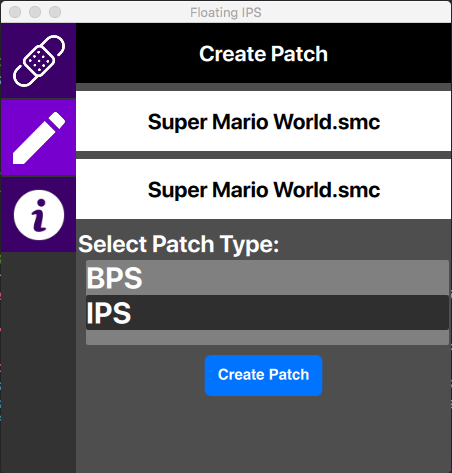 Floating IPS
Create Patch
Super Mario World.smc
Super Mario World.smc
Select Patch Type:
BPS
IPS
Create Patch